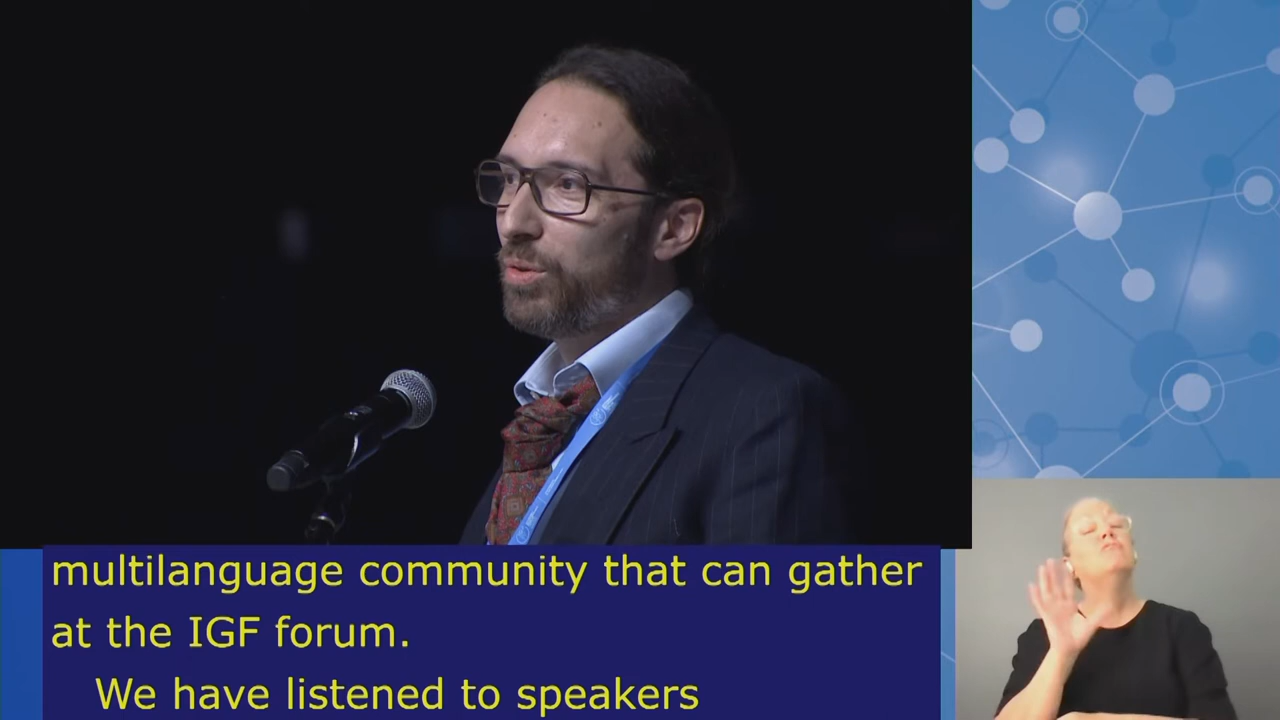 multilanguage community that can gather
at the IGF forum.
We have listened to speakers